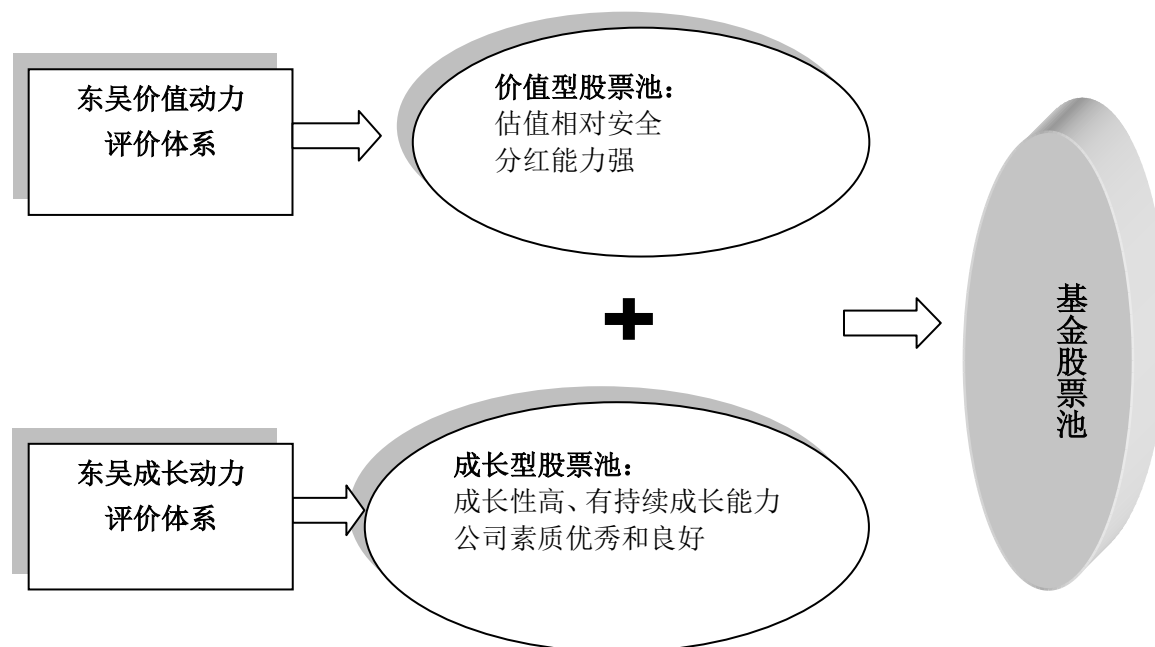 东吴价值动力
评价体系
价值型股票池：
估值相对安全
分红能力强
东吴成长动力
评价体系
成长型股票池：
成长性高、有持续成长能力
公司素质优秀和良好
基金股票池